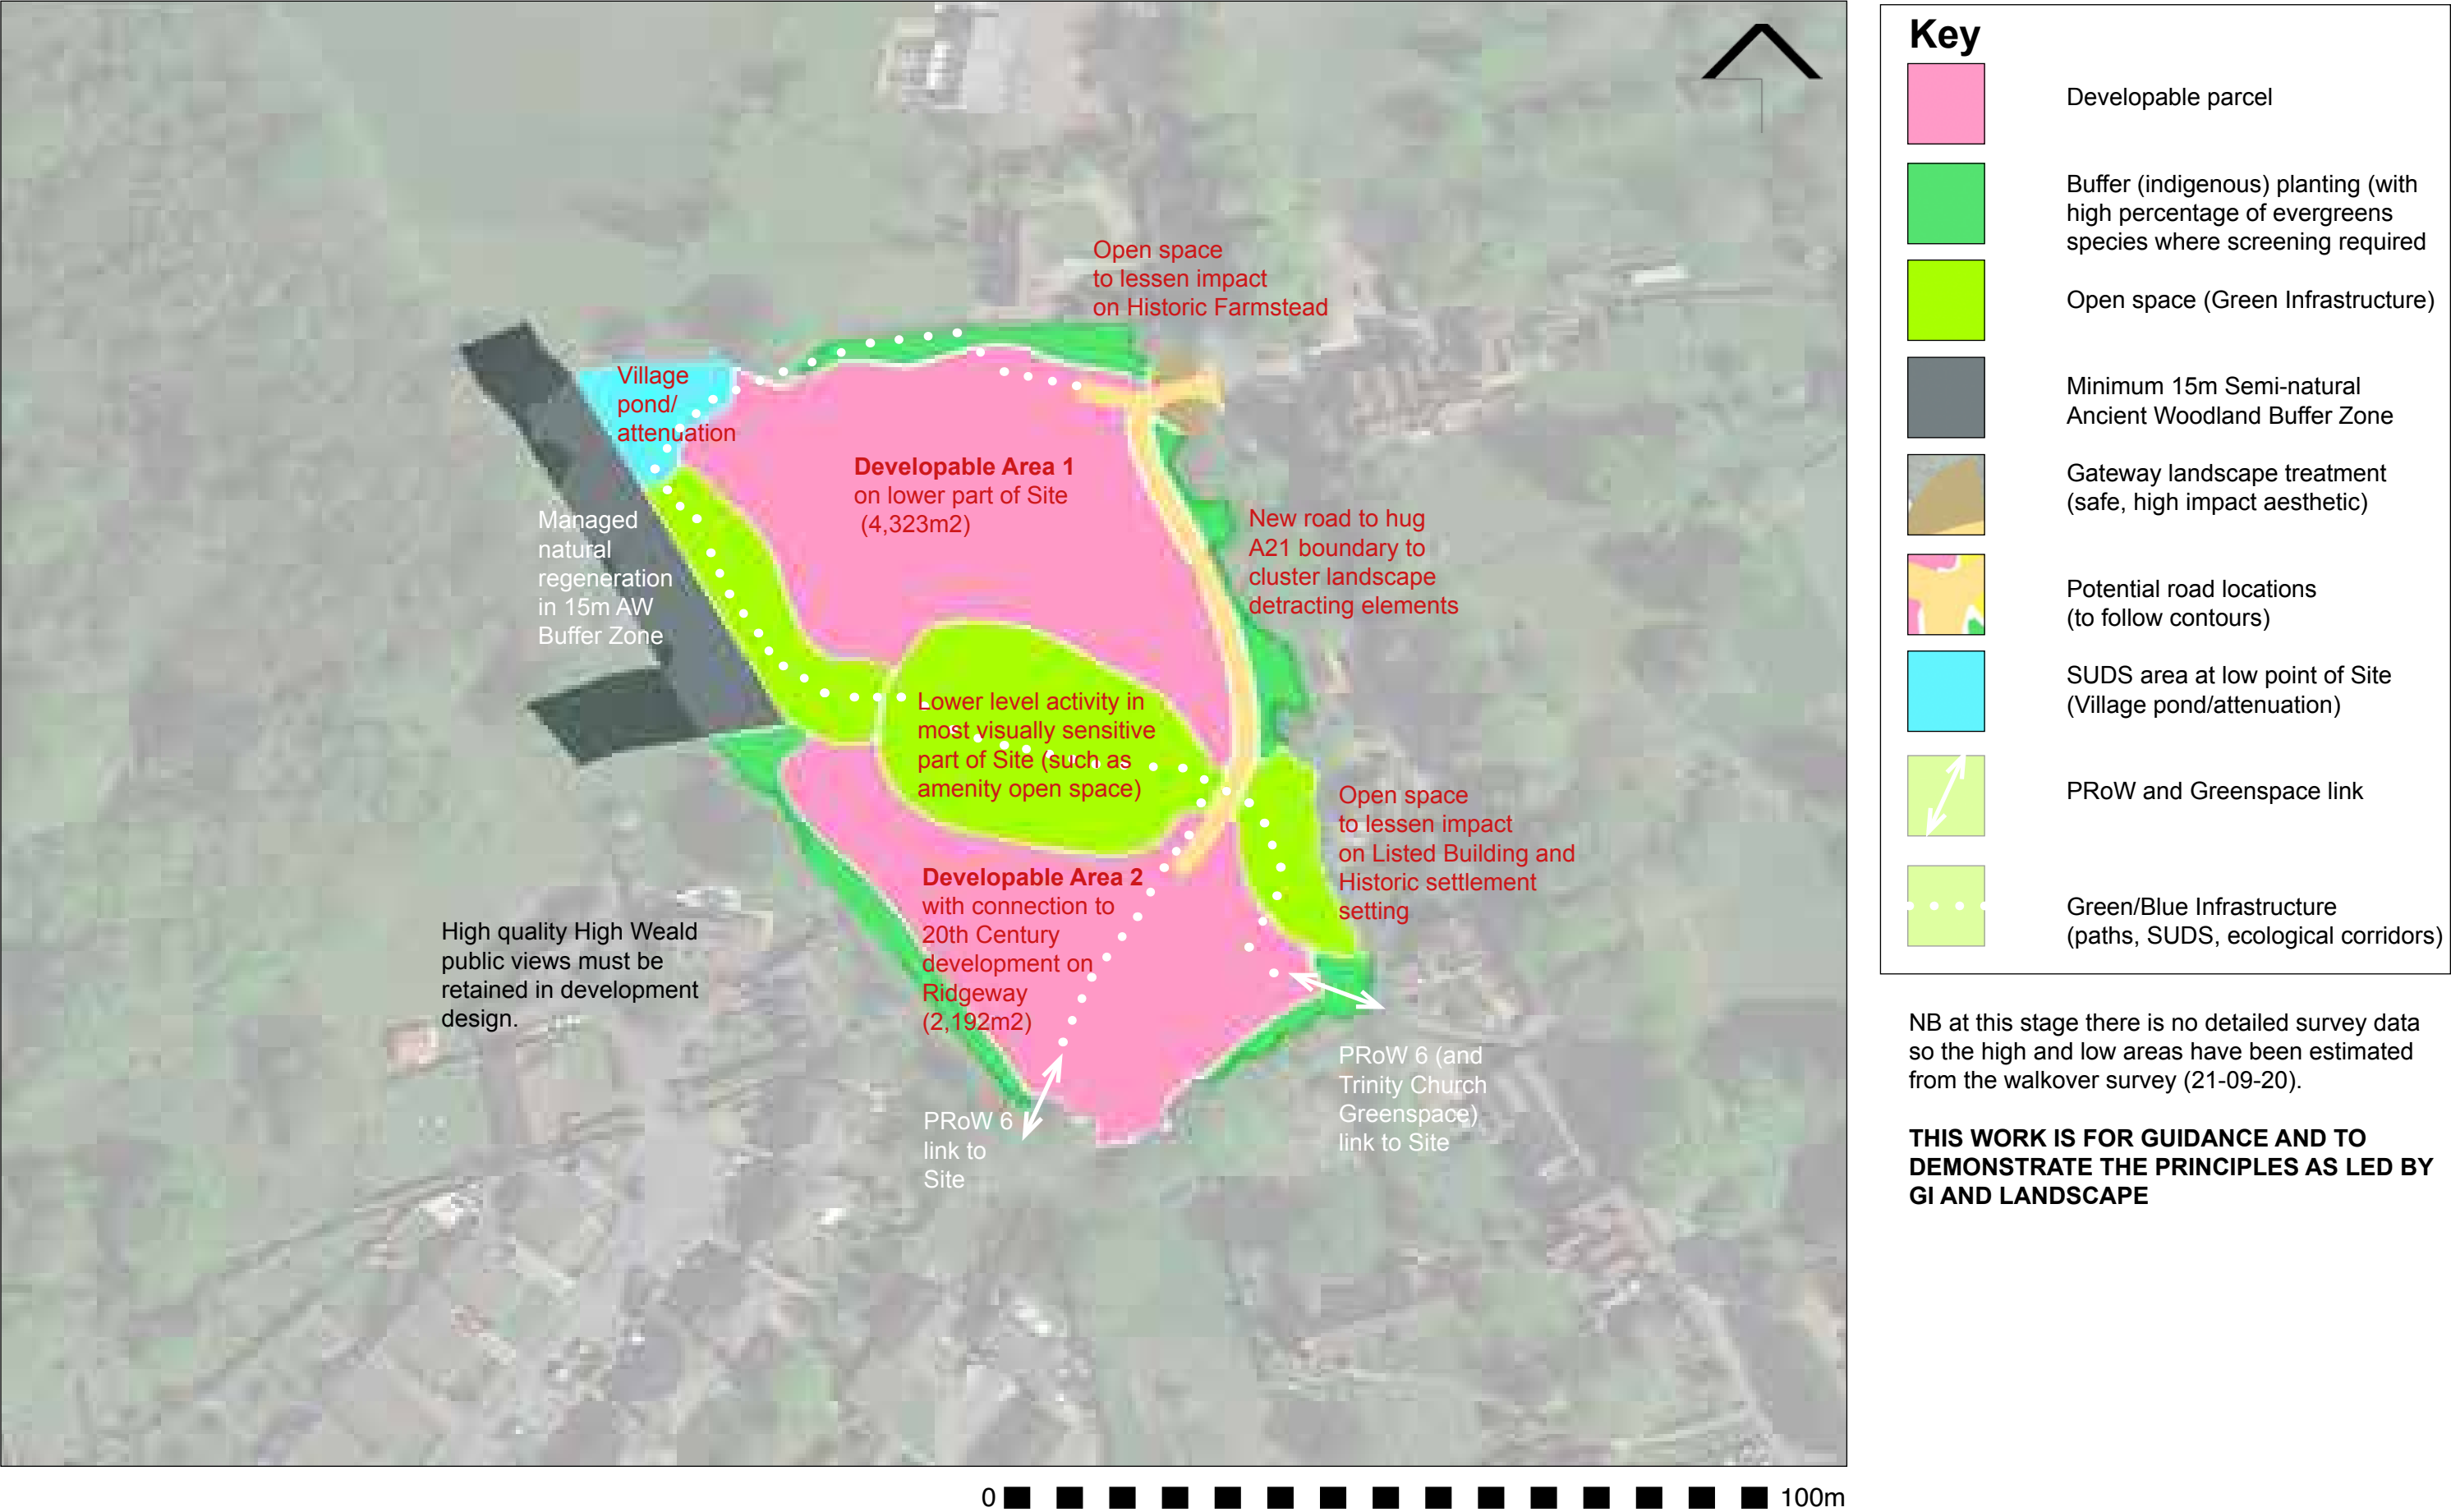 Open space
to lessen impact
on Historic Farmstead
Village
pond/
attenuation
Developable Area 1
on lower part of Site
(4,323m2)
Managed
natural
regeneration
in 15m AW
Buffer Zone
New road to hug
A21 boundary to
cluster landscape
detracting elements
Lower level activity in
most visually sensitive
part of Site (such as
amenity open space)
Open space
to lessen impact
on Listed Building and
Historic settlement
setting
Developable Area 2
with connection to
20th Century
development on
Ridgeway
(2,192m2)
High quality High Weald
public views must be
retained in development
design.
PRoW 6
link to
Site
PRoW 6 (and
Trinity Church
Greenspace)
link to Site
0
100m
Key
Developable parcel
Buffer (indigenous) planting (with
high percentage of evergreens
species where screening required
Open space (Green Infrastructure)
Minimum 15m Semi-natural
Ancient Woodland Buffer Zone
Gateway landscape treatment
(safe, high impact aesthetic)
Potential road locations
(to follow contours)
SUDS area at low point of Site
(Village pond/attenuation)
PRoW and Greenspace link
Green/Blue Infrastructure
(paths, SUDS, ecological corridors)
NB at this stage there is no detailed survey data
so the high and low areas have been estimated
from the walkover survey (21-09-20).
THIS WORK IS FOR GUIDANCE AND TO
DEMONSTRATE THE PRINCIPLES AS LED BY
GI AND LANDSCAPE